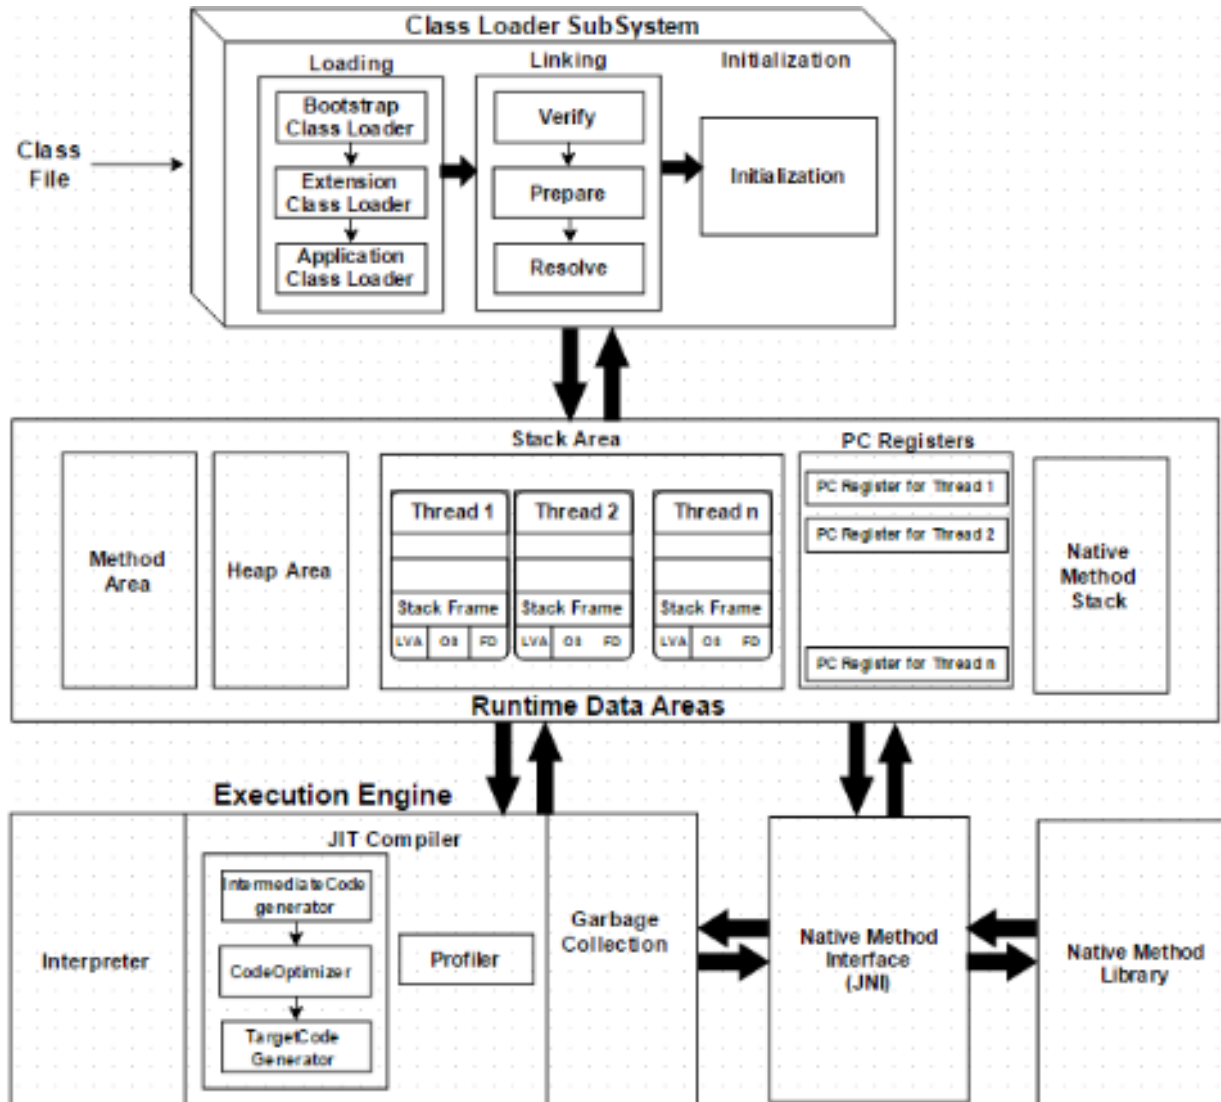 Class Loader SubSystem
Loading
Linking
Initialization
Bootstrap
Class Loader
Extension
Class Loader
Application
Class Loader
Verify
Prepare
Resolve
Initialization
Class
File
Stack Area
PC Registers
Method
Area
Heap Area
Thread 1
Stack Frame
LVA OS FD
Thread 2
Stack Frame
LVA OS FD
Thread n
Stack Frame
LVA OS FD
PC Register for Thread 1
PC Register for Thread 2
PC Register for Thread n
Native
Method
Stack
Runtime Data Areas
Execution Engine
Interpreter
JIT Compiler
IntermediateCode
generator
CodeOptimizer
TargetCode
Generator
Profiler
Garbage
Collection
Native Method
Interface
(JNI)
Native Method
Library